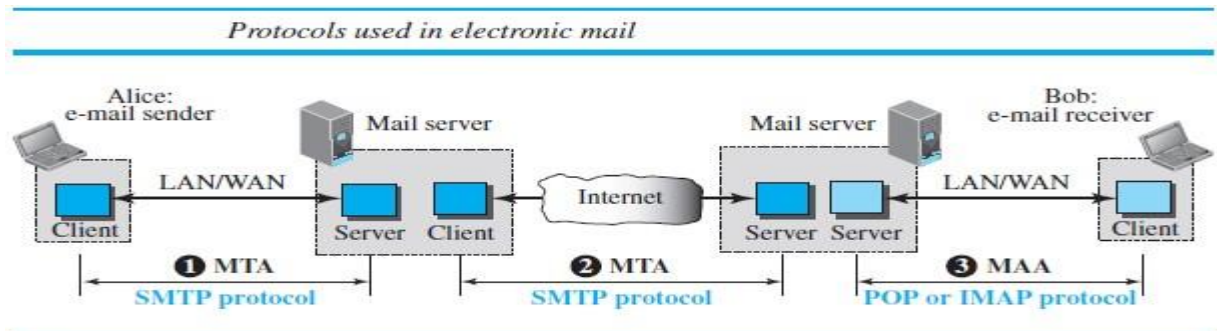 Protocols used in electronic mail
Alice:
e-mail sender
Mail server
Mail server
Bob:
e-mail receiver
LAN/WAN
Internet
LAN/WAN
Client
Server Client
Server Server
Client
1 MTA
2 MTA
3 MAA
SMTP protocol
SMTP protocol
POP or IMAP protocol